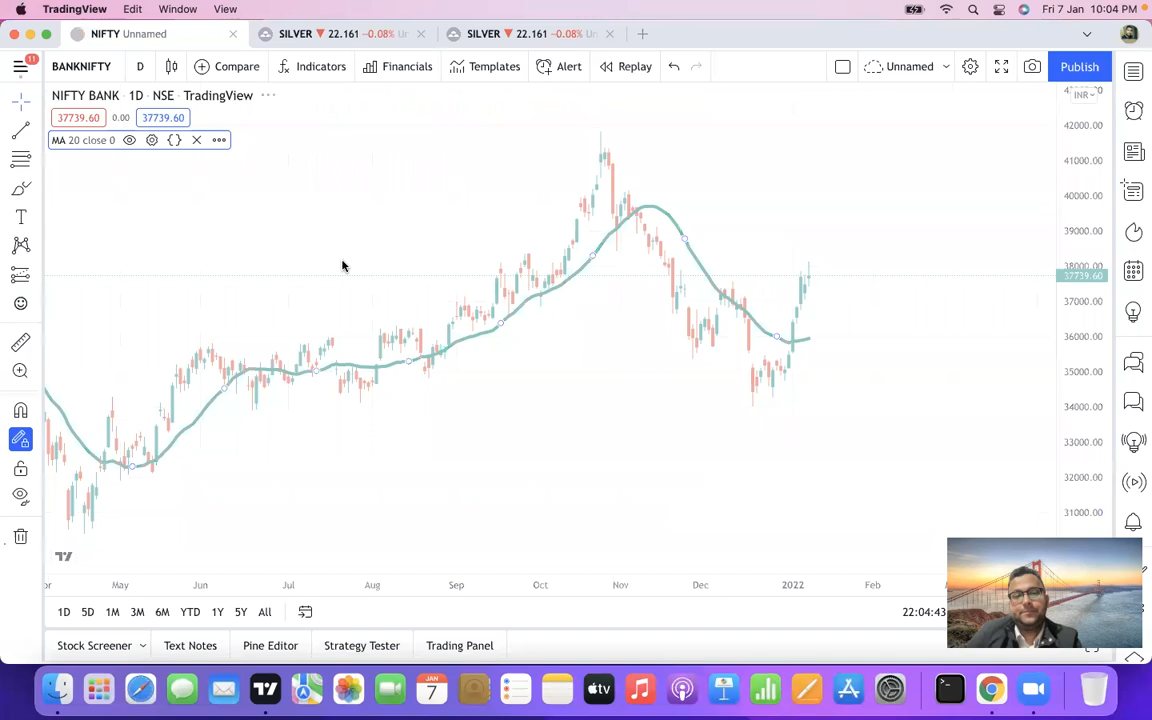 TradingView Edit Window View Fri 7 Jan 10:04 PM
NIFTY Unnamed SILVER 22.161 −0.08% SILVER 22.161 −0.08%
11
BANKNIFTY D Compare Indicators Financials Templates Alert Replay Unnamed Publish
NIFTY BANK · 1D · NSE · TradingView
INR
37739.60 0.00 37739.60
MA 20 close 0
42000.00
41000.00
40000.00
39000.00
38000.00
37739.60
37000.00
36000.00
35000.00
34000.00
33000.00
32000.00
31000.00
May Jun Jul Aug Sep Oct Nov Dec 2022 Feb
1D 5D 1M 3M 6M YTD 1Y 5Y All 22:04:43
Stock Screener Text Notes Pine Editor Strategy Tester Trading Panel
JAN
7
tv